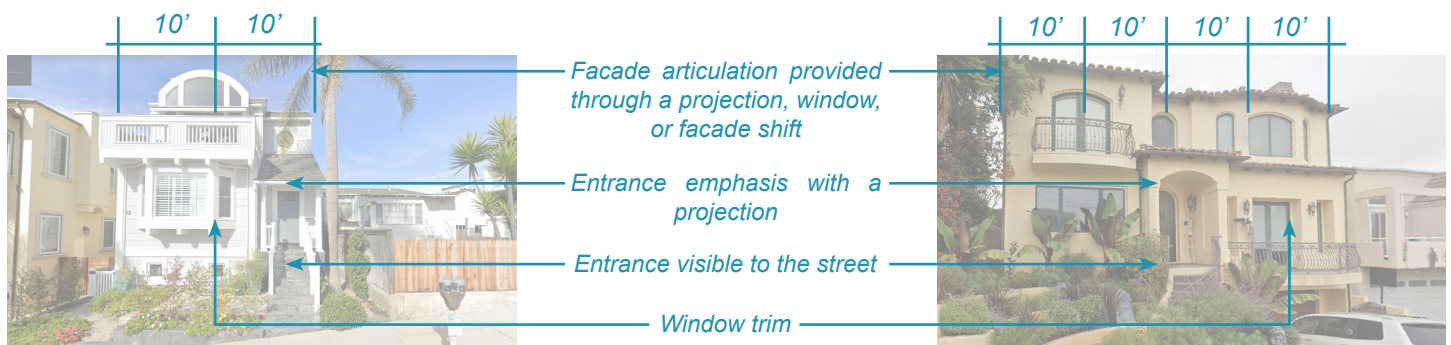 10’ 10’
10’ 10’ 10’ 10’
Facade articulation provided
through a projection, window,
or facade shift
Entrance emphasis with a
projection
Entrance visible to the street
Window trim